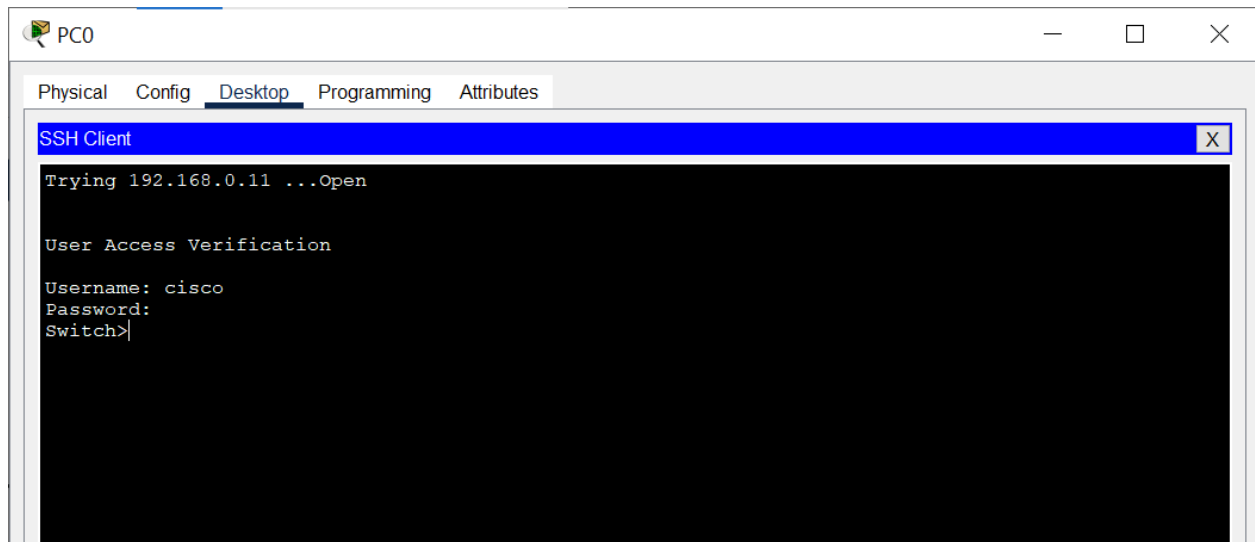 PC0
Physical Config Desktop Programming Attributes
SSH Client X
Trying 192.168.0.11 ...Open
User Access Verification
Username: cisco
Password:
Switch>